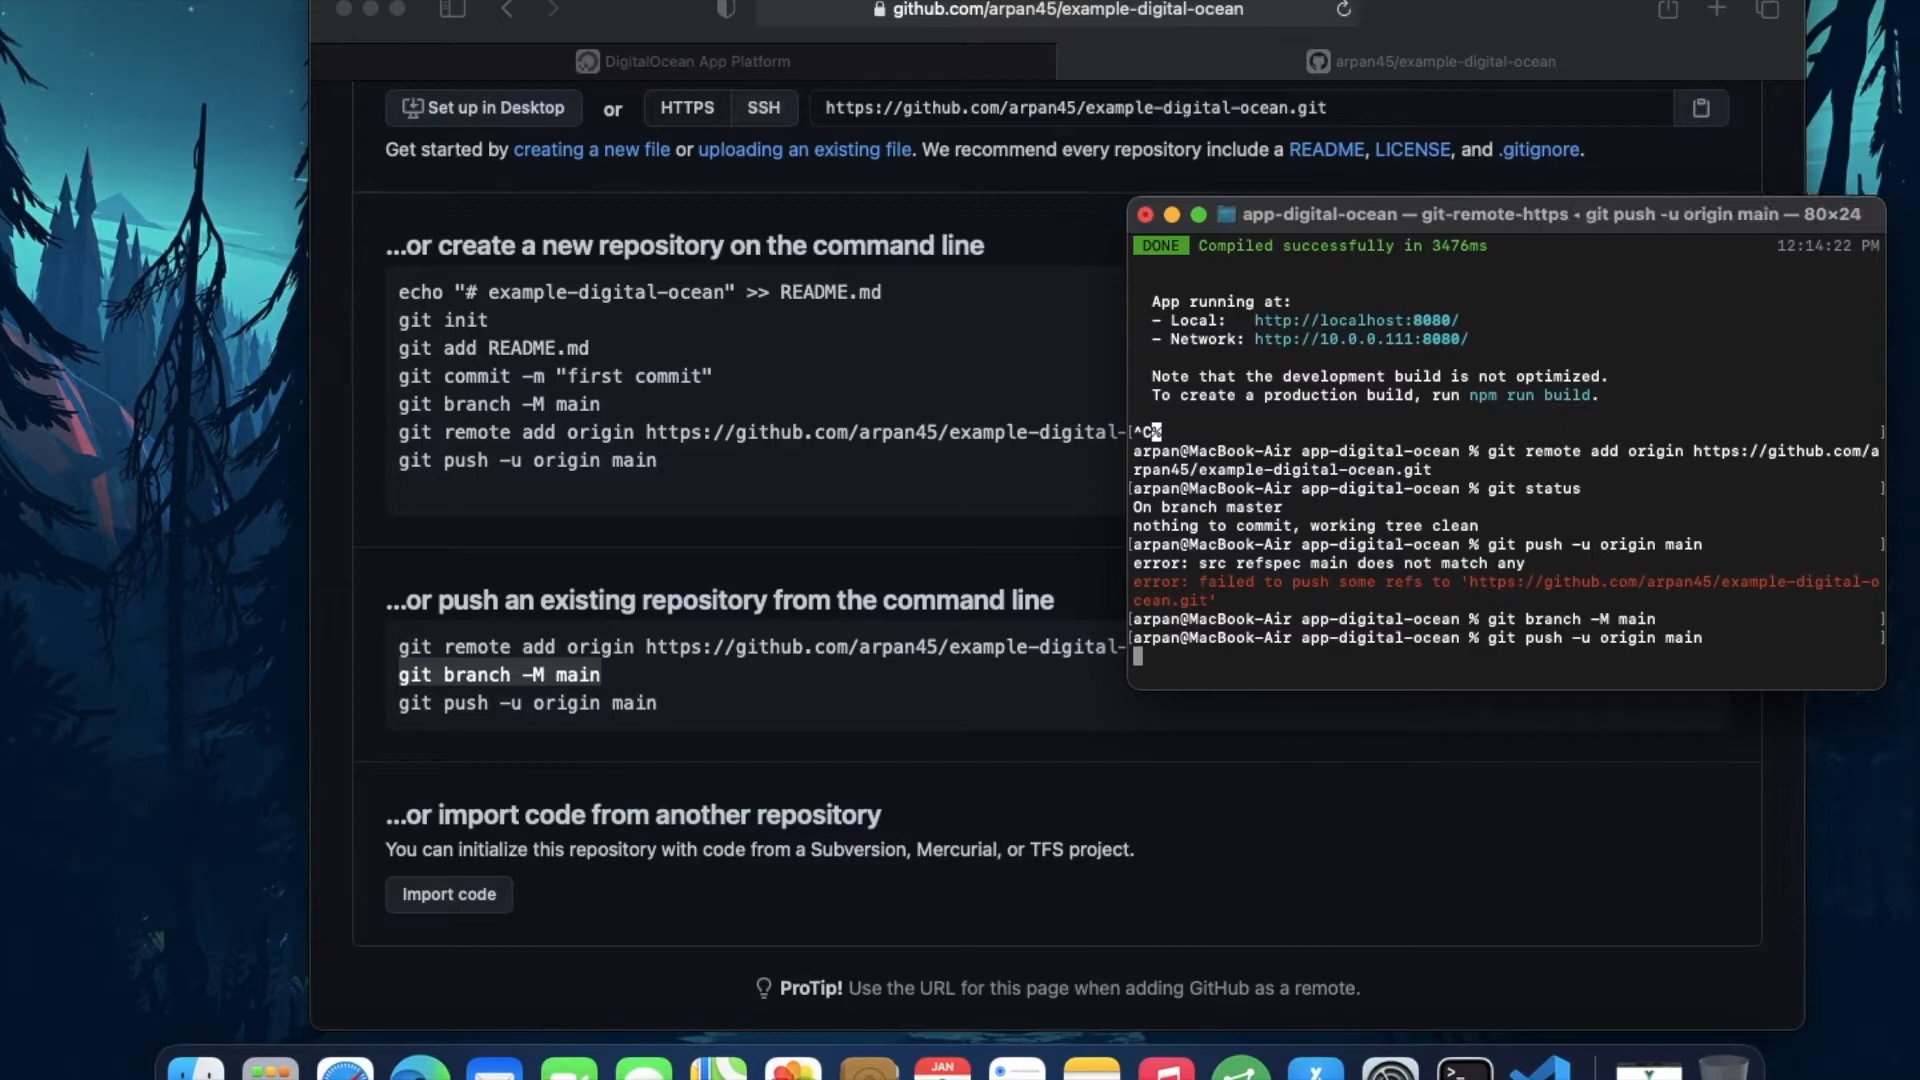 github.com/arpan45/example-digital-ocean
DigitalOcean App Platform
arpan45/example-digital-ocean
Set up in Desktop or HTTPS SSH https://github.com/arpan45/example-digital-ocean.git
Get started by creating a new file or uploading an existing file. We recommend every repository include a README, LICENSE, and .gitignore.
...or create a new repository on the command line
echo "# example-digital-ocean" >> README.md
git init
git add README.md
git commit -m "first commit"
git branch -M main
git remote add origin https://github.com/arpan45/example-digital-
git push -u origin main
...or push an existing repository from the command line
git remote add origin https://github.com/arpan45/example-digital-
git branch -M main
git push -u origin main
...or import code from another repository
You can initialize this repository with code from a Subversion, Mercurial, or TFS project.
Import code
ProTip! Use the URL for this page when adding GitHub as a remote.
app-digital-ocean — git-remote-https ◂ git push -u origin main — 80×24
DONE Compiled successfully in 3476ms 12:14:22 PM
App running at:
- Local: http://localhost:8080/
- Network: http://10.0.0.111:8080/
Note that the development build is not optimized.
To create a production build, run npm run build.
^C%
arpan@MacBook-Air app-digital-ocean % git remote add origin https://github.com/a
rpan45/example-digital-ocean.git
arpan@MacBook-Air app-digital-ocean % git status
On branch master
nothing to commit, working tree clean
arpan@MacBook-Air app-digital-ocean % git push -u origin main
error: src refspec main does not match any
error: failed to push some refs to 'https://github.com/arpan45/example-digital-o
cean.git'
arpan@MacBook-Air app-digital-ocean % git branch -M main
arpan@MacBook-Air app-digital-ocean % git push -u origin main
JAN